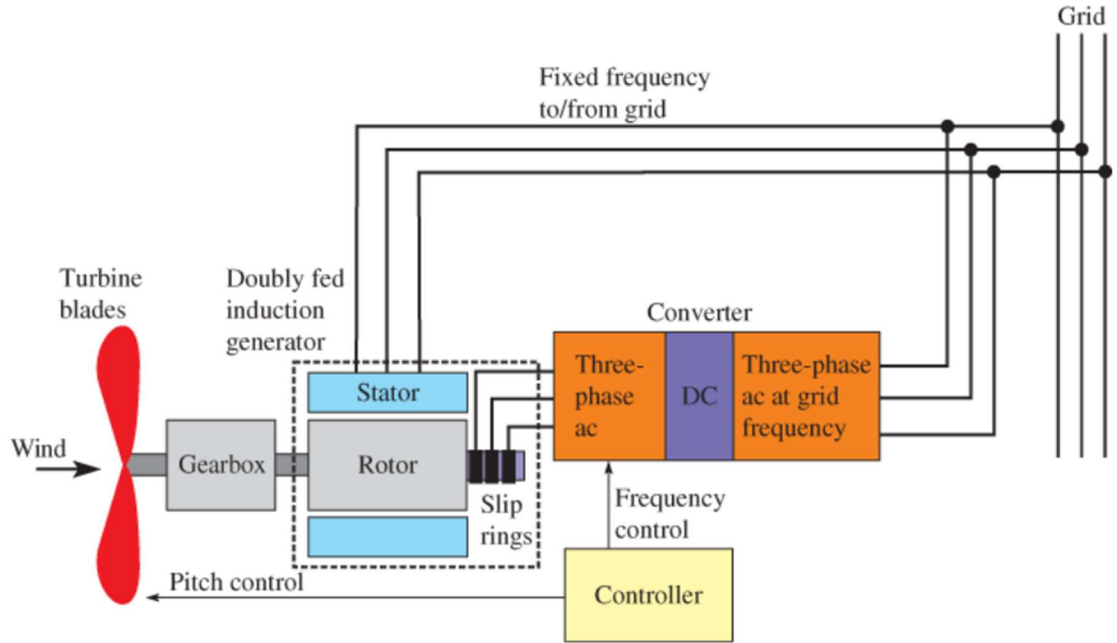 Grid
Fixed frequency
to/from grid
Turbine
blades
Doubly fed
induction
generator
Converter
Stator
Three-
phase
ac
DC
Three-phase
ac at grid
frequency
Wind
Gearbox
Rotor
Slip
rings
Frequency
control
Pitch control
Controller